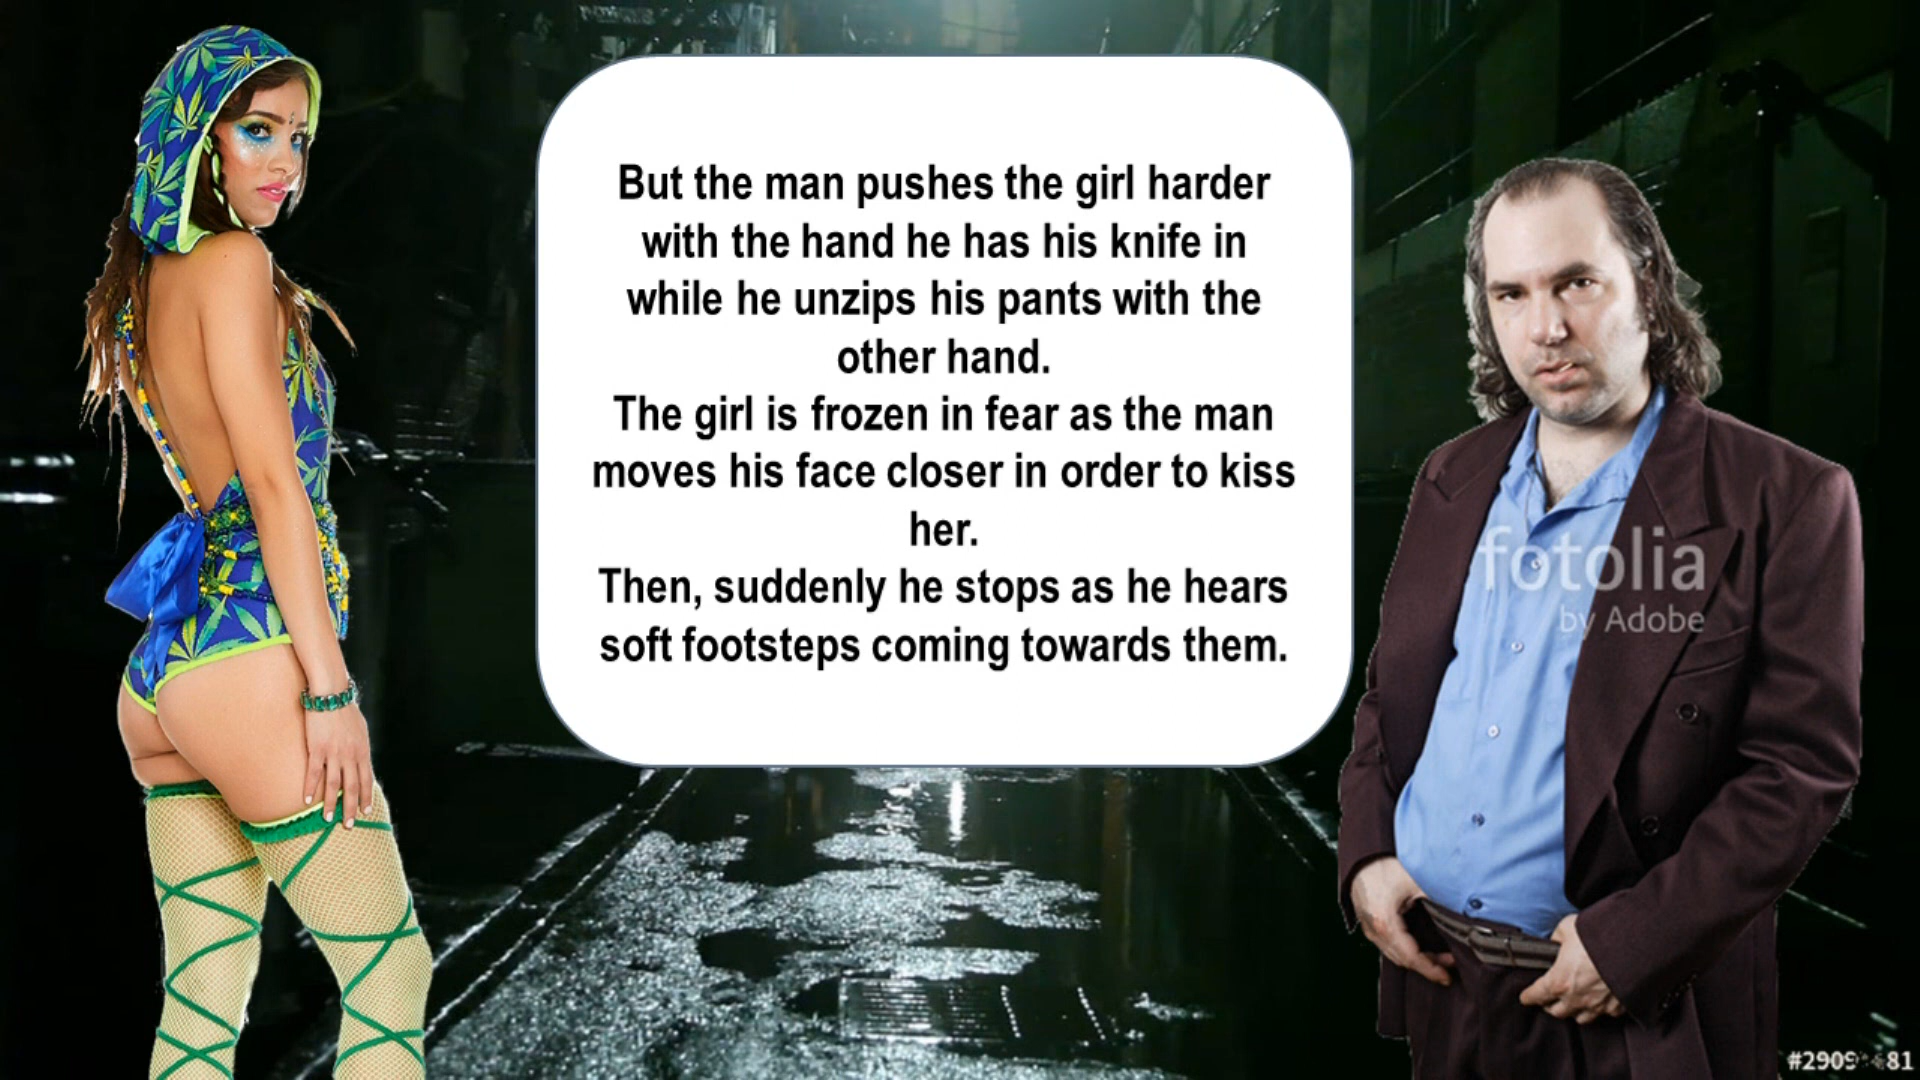 But the man pushes the girl harder
with the hand he has his knife in
while he unzips his pants with the
other hand.
The girl is frozen in fear as the man
moves his face closer in order to kiss
her.
Then, suddenly he stops as he hears
soft footsteps coming towards them.
fotolia
by Adobe